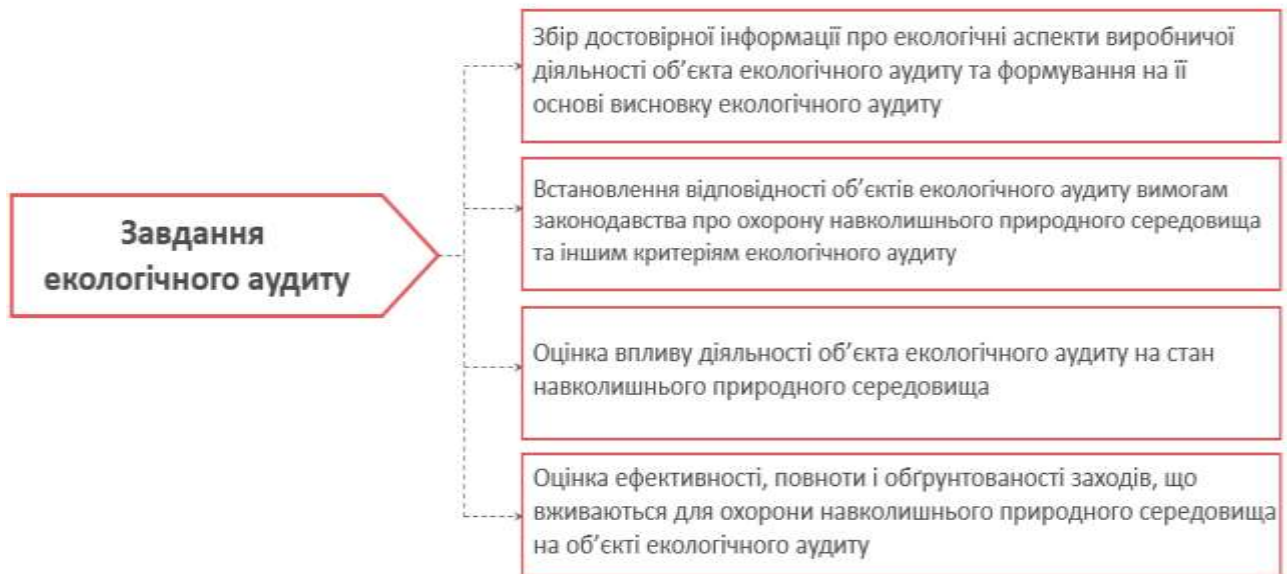 Завдання
екологічного аудиту
Збір достовірної інформації про екологічні аспекти виробничої
діяльності об’єкта екологічного аудиту та формування на її
основі висновку екологічного аудиту
Встановлення відповідності об’єктів екологічного аудиту вимогам
законодавства про охорону навколишнього природного середовища
та іншим критеріям екологічного аудиту
Оцінка впливу діяльності об’єкта екологічного аудиту на стан
навколишнього природного середовища
Оцінка ефективності, повноти і обґрунтованості заходів, що
вживаються для охорони навколишнього природного середовища
на об’єкті екологічного аудиту